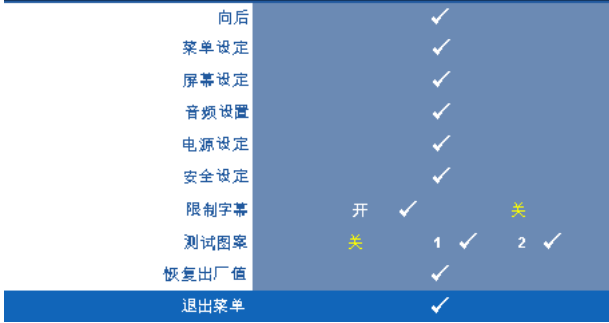 向后
菜单设定
屏幕设定
音频设置
电源设定
安全设定
限制字幕 开 关
测试图案 关 1 2
恢复出厂值
退出菜单